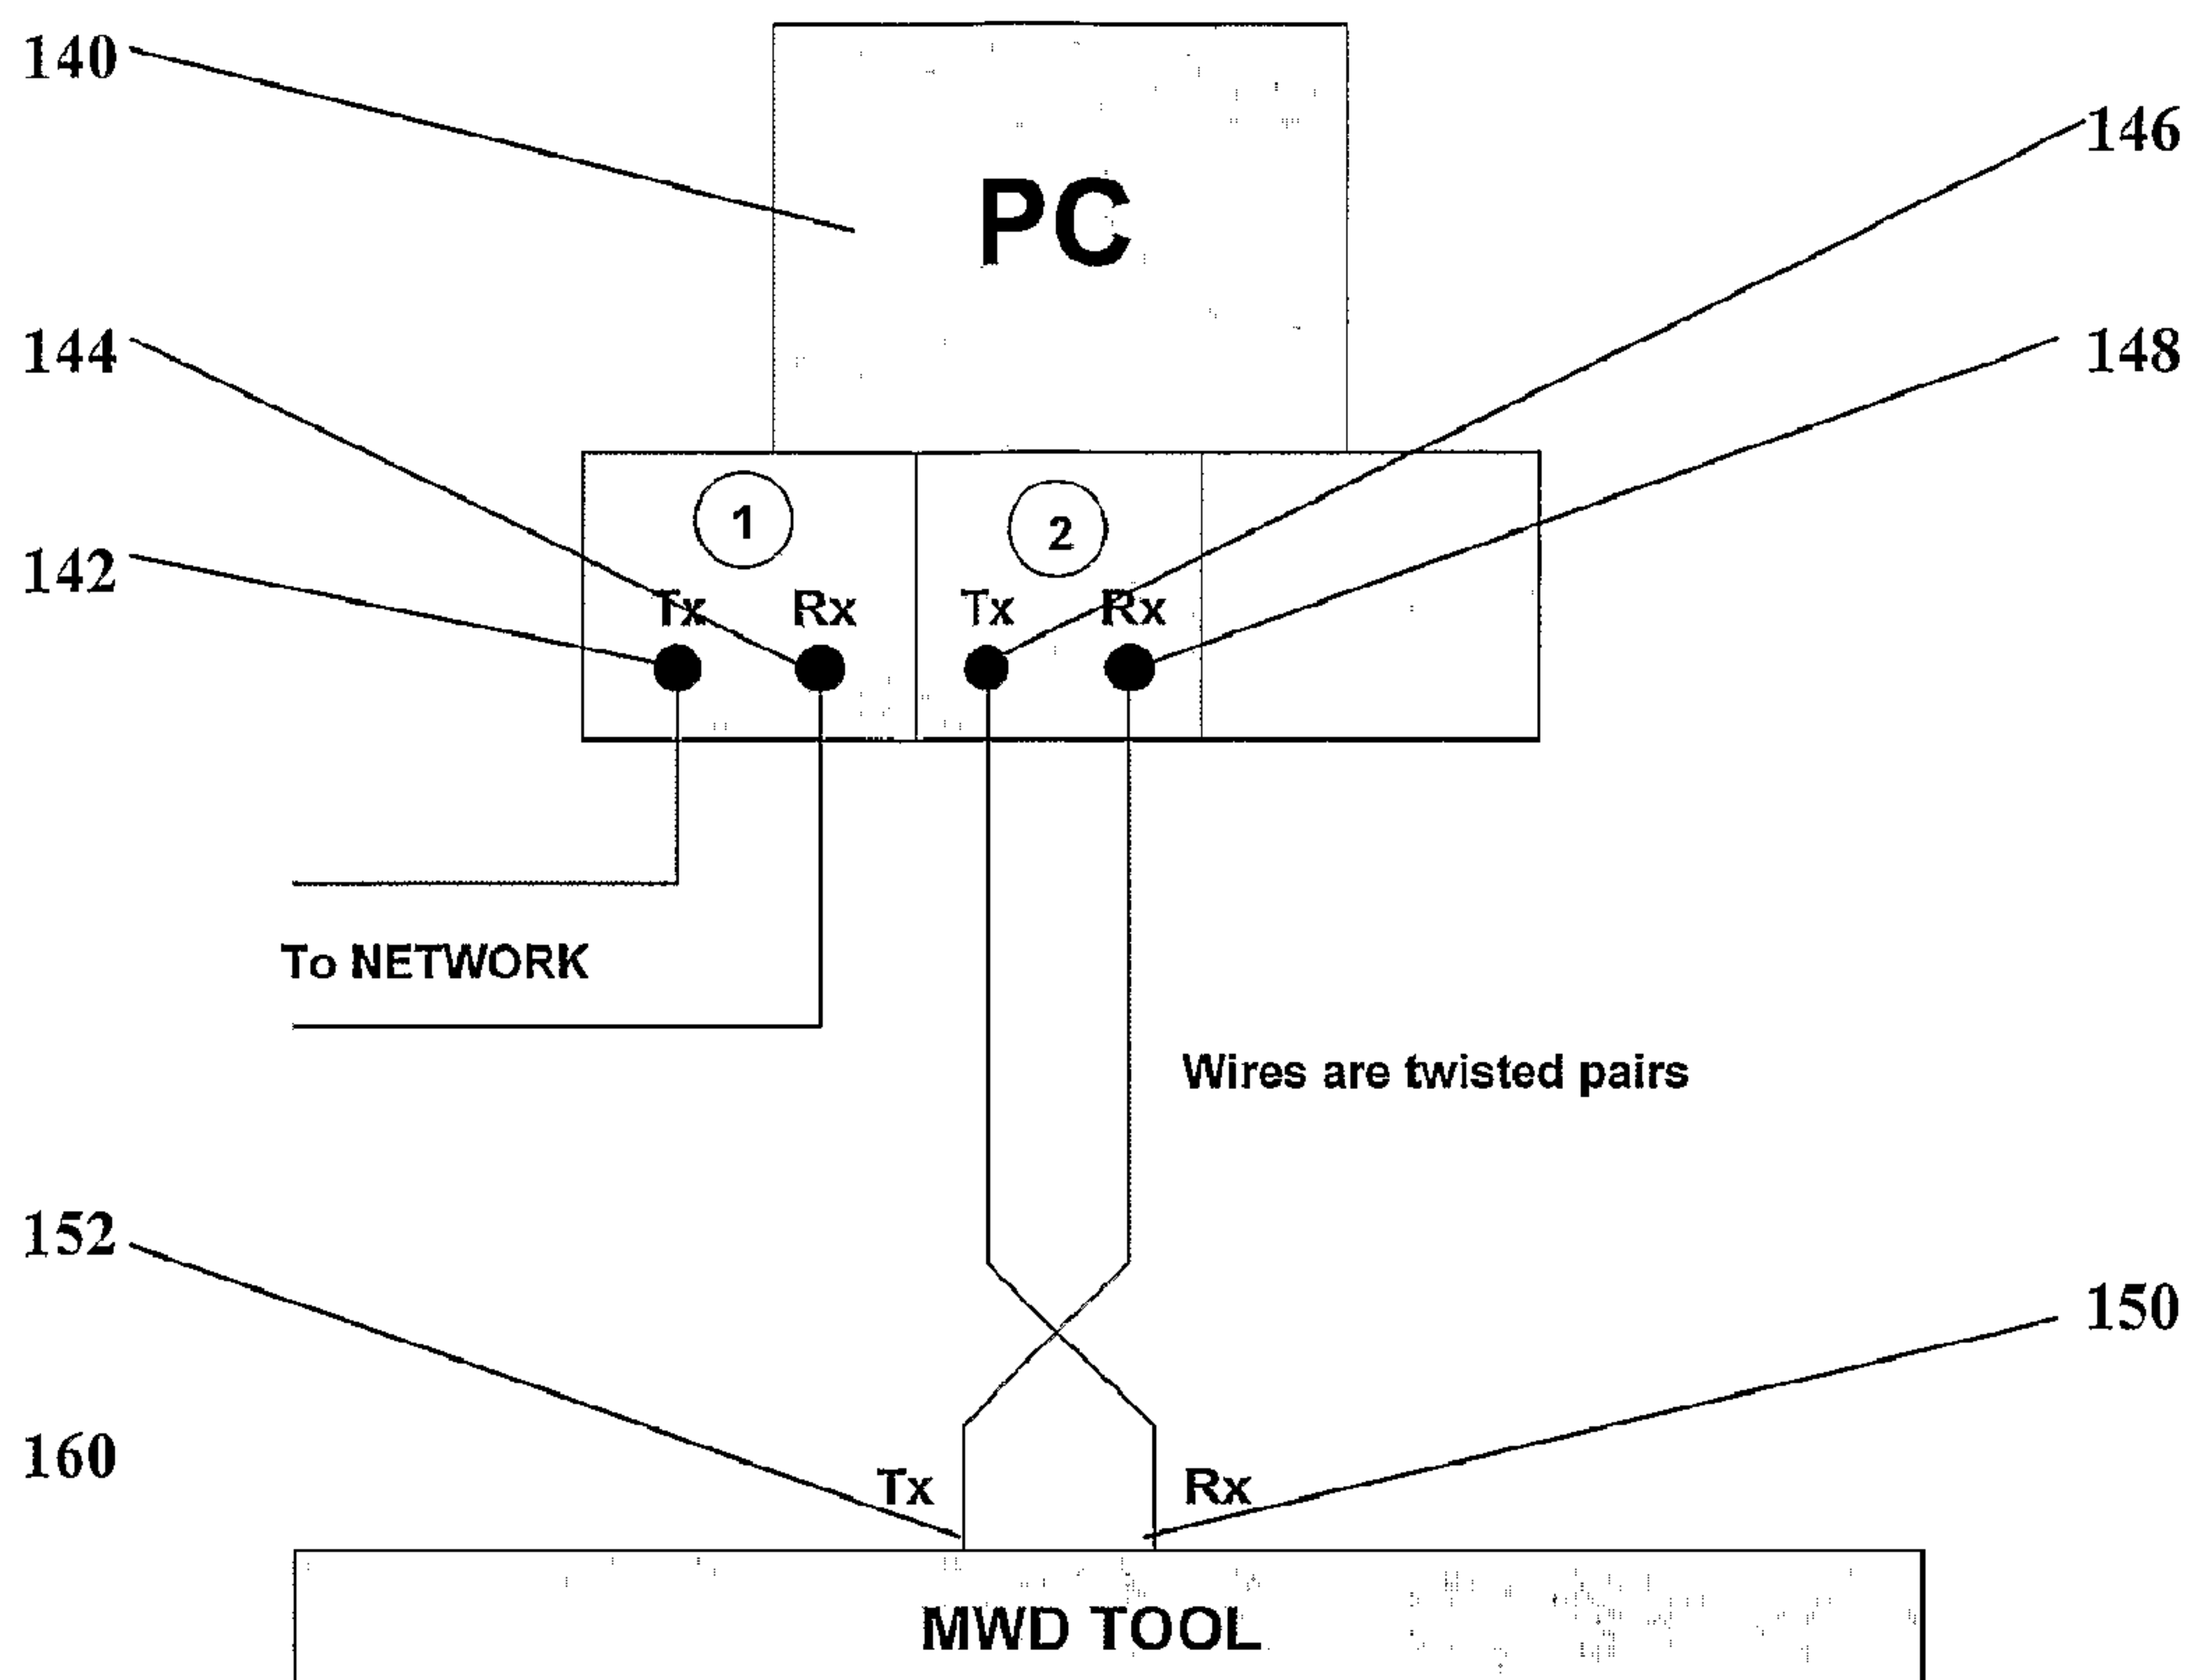 140
PC
146
144
148
1
2
142
Tx Rx Tx Rx
To NETWORK
Wires are twisted pairs
152
150
160
Tx Rx
MWD TOOL